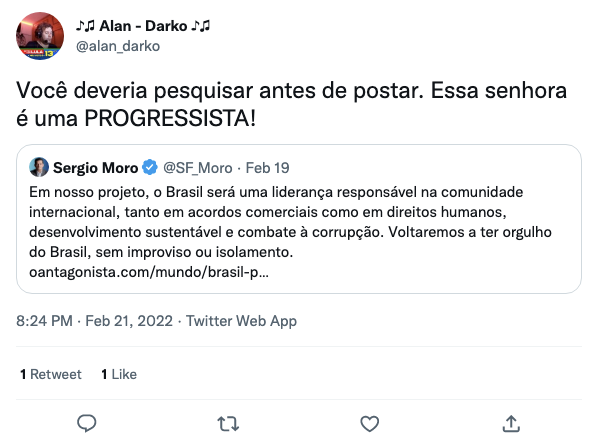 ♪♫ Alan - Darko ♪♫
@alan_darko
Você deveria pesquisar antes de postar. Essa senhora
é uma PROGRESSISTA!
Sergio Moro @SF_Moro · Feb 19
Em nosso projeto, o Brasil será uma liderança responsável na comunidade
internacional, tanto em acordos comerciais como em direitos humanos,
desenvolvimento sustentável e combate à corrupção. Voltaremos a ter orgulho
do Brasil, sem improviso ou isolamento.
oantagonista.com/mundo/brasil-p...
8:24 PM · Feb 21, 2022 · Twitter Web App
1 Retweet 1 Like